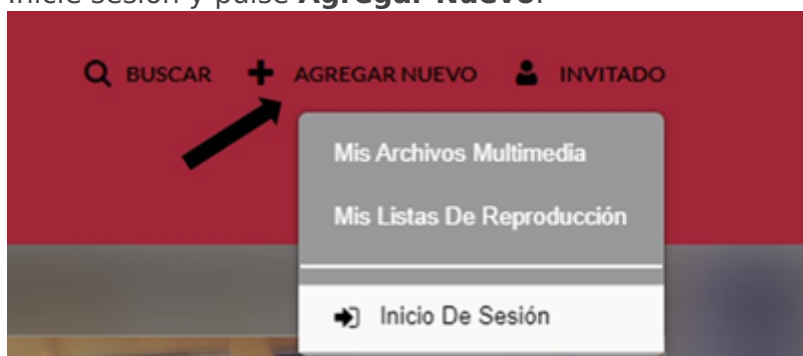 Inicie sesión y pulse Agregar Nuevo.
BUSCAR AGREGAR NUEVO INVITADO
Mis Archivos Multimedia
Mis Listas De Reproducción
Inicio De Sesión